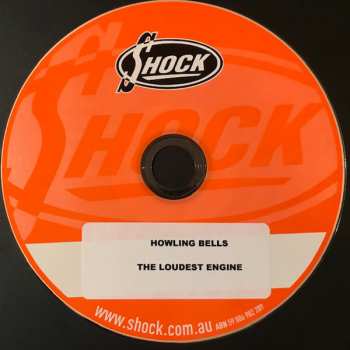 SHOCK
SHOCK
HOWLING BELLS
THE LOUDEST ENGINE
www.shock.com.au